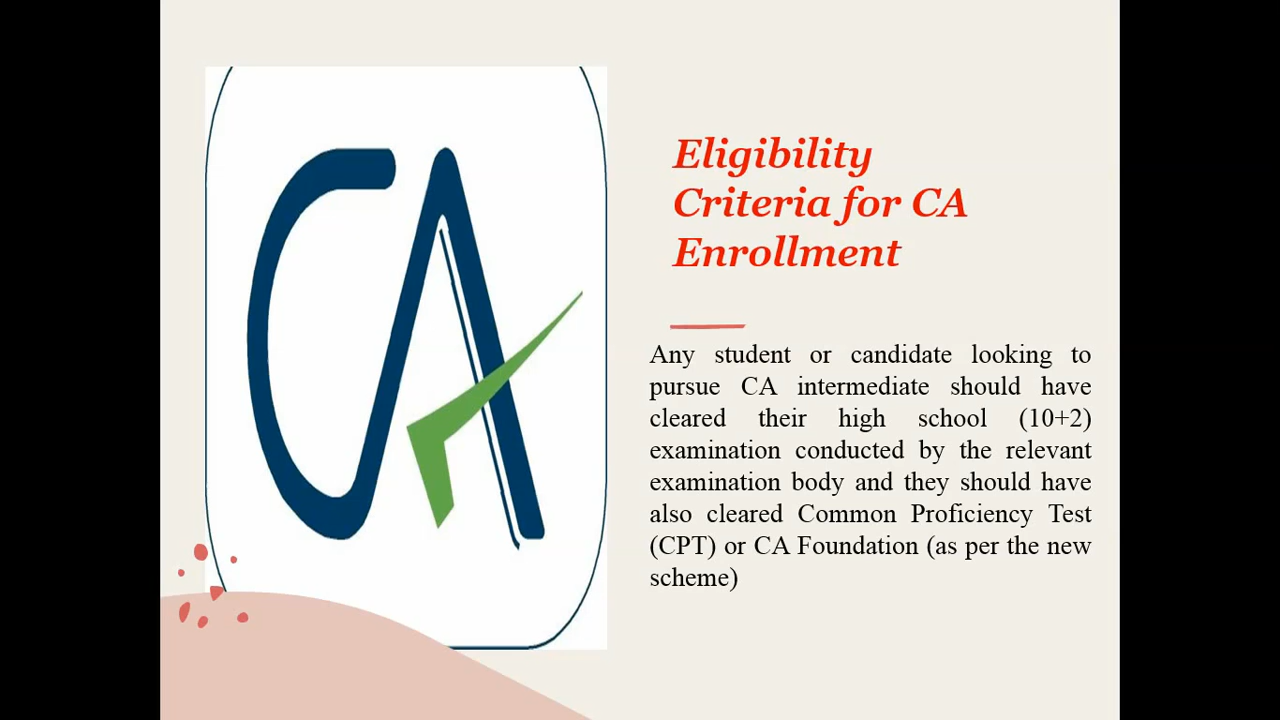 CA
Eligibility
Criteria for CA
Enrollment
Any student or candidate looking to
pursue CA intermediate should have
cleared their high school (10+2)
examination conducted by the relevant
examination body and they should have
also cleared Common Proficiency Test
(CPT) or CA Foundation (as per the new
scheme)